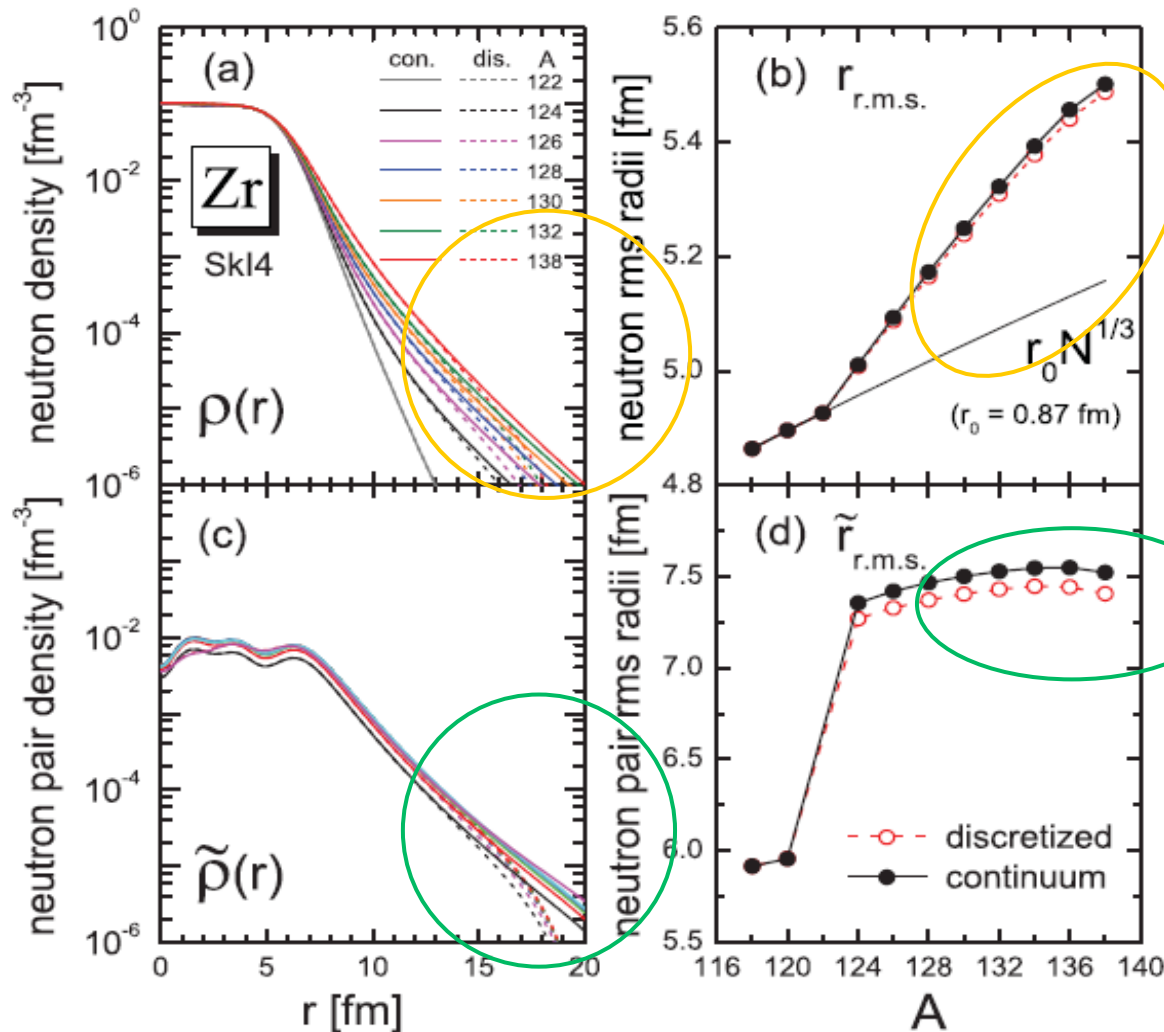 (a)
con. dis. A
122
124
126
128
130
132
138
Zr
SkI4
ρ(r)
neutron density [fm⁻³]
10⁰
10⁻²
10⁻⁴
10⁻⁶
(b) r r.m.s.
r₀N^1/3
(r₀ = 0.87 fm)
neutron rms radii [fm]
5.6
5.4
5.2
5.0
4.8
(c)
ρ̃(r)
neutron pair density [fm⁻³]
10⁻²
10⁻⁴
10⁻⁶
0 5 10 15 20
r [fm]
(d) r̃ r.m.s.
discretized
continuum
neutron pair rms radii [fm]
7.5
7.0
6.5
6.0
5.5
116 120 124 128 132 136 140
A